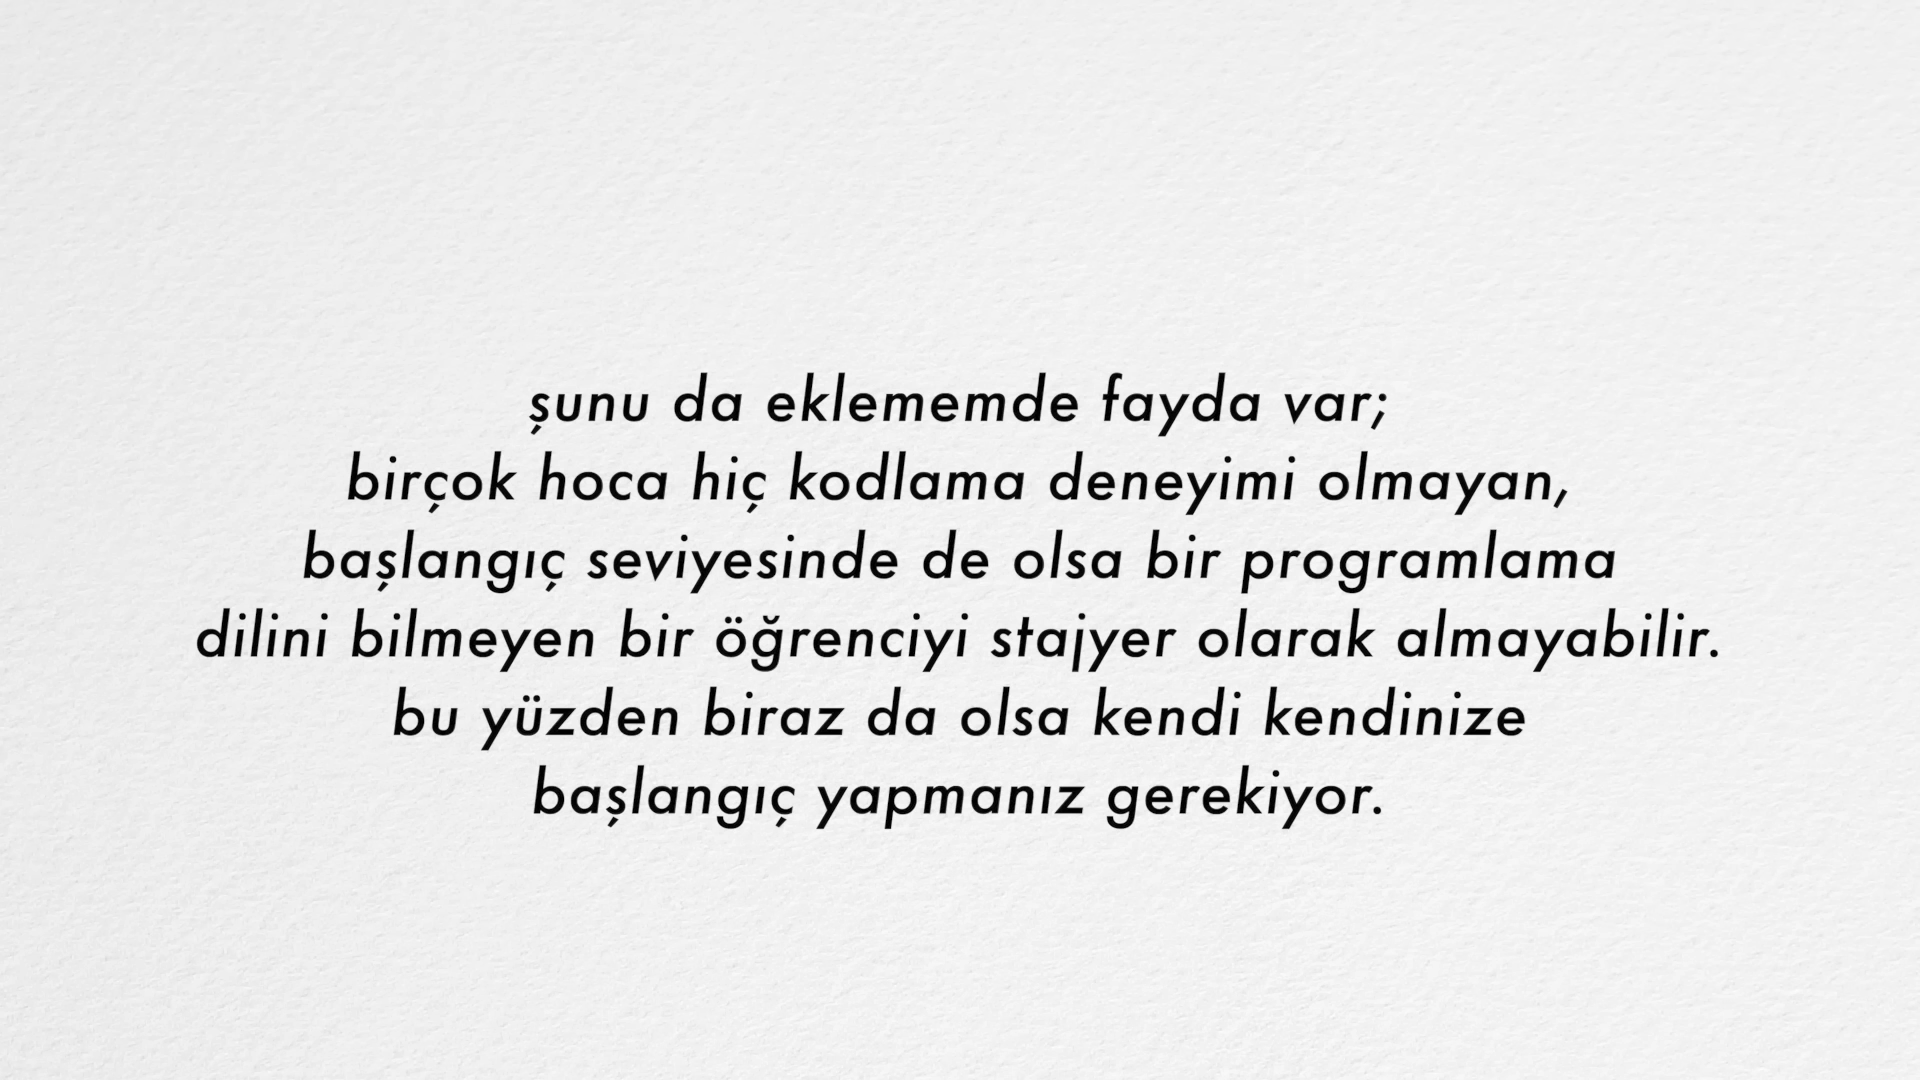 şunu da eklememde fayda var;
birçok hoca hiç kodlama deneyimi olmayan,
başlangıç seviyesinde de olsa bir programlama
dilini bilmeyen bir öğrenciyi stajyer olarak almayabilir.
bu yüzden biraz da olsa kendi kendinize
başlangıç yapmanız gerekiyor.